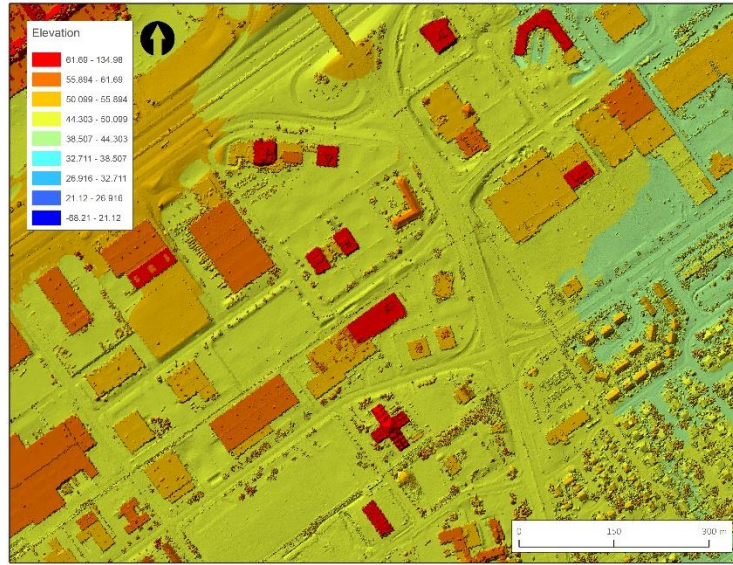 Elevation
61.69 - 134.98
55.894 - 61.69
50.099 - 55.894
44.303 - 50.099
38.507 - 44.303
32.711 - 38.507
26.916 - 32.711
21.12 - 26.916
-68.21 - 21.12
0 150 300 m